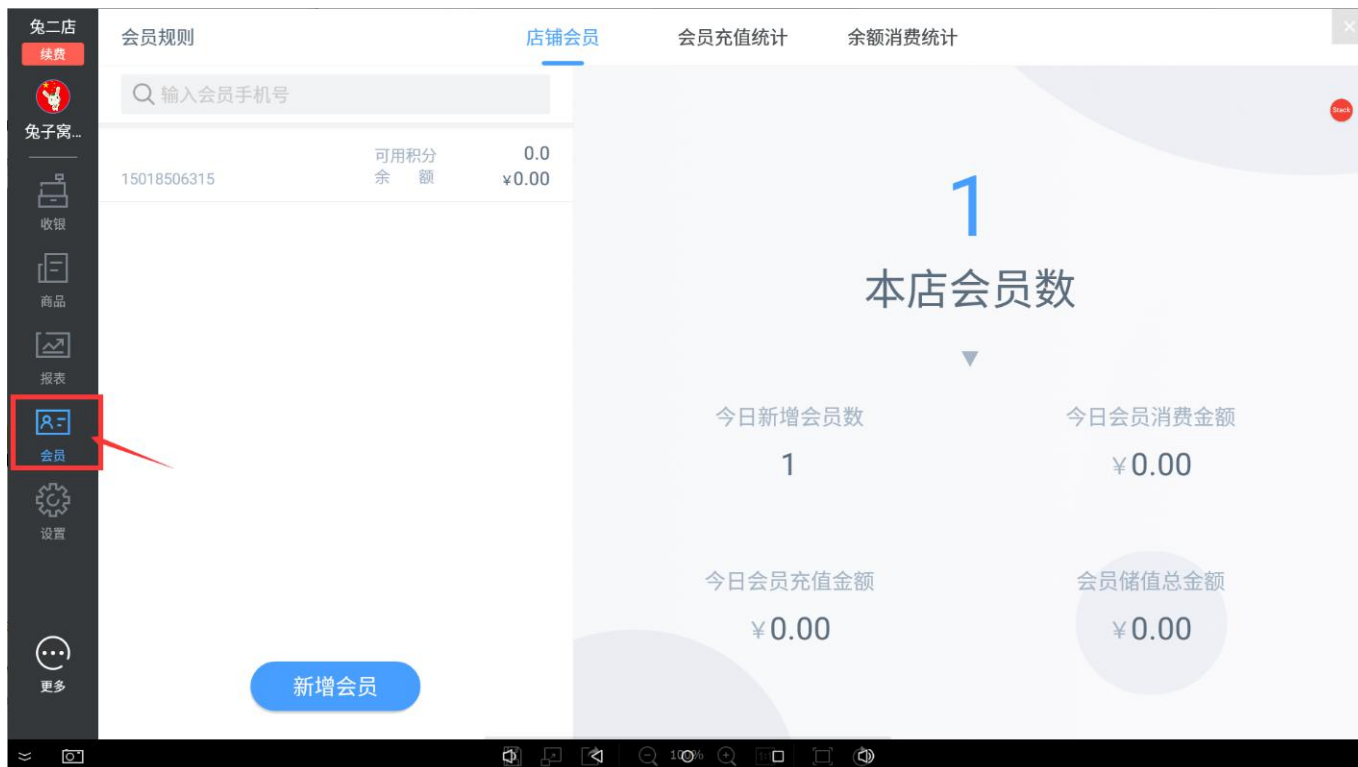 兔二店
续费
兔子窝...
收银
商品
报表
会员
设置
更多
会员规则
店铺会员
会员充值统计
余额消费统计
输入会员手机号
15018506315
可用积分 0.0
余 额 ¥0.00
新增会员
Stack
1
本店会员数
今日新增会员数
1
今日会员消费金额
¥0.00
今日会员充值金额
¥0.00
会员储值总金额
¥0.00
100%